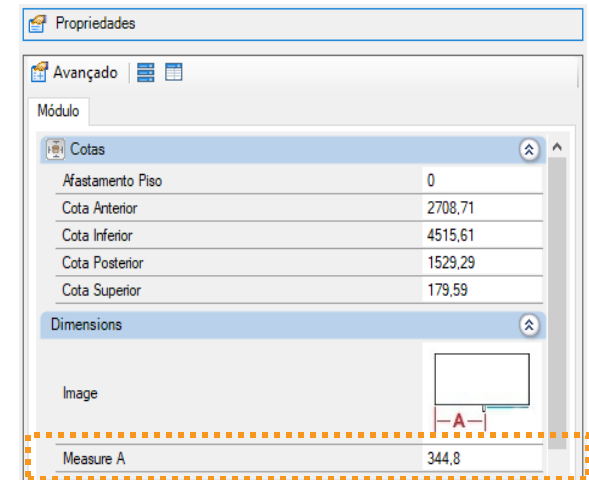 Propriedades
Avançado
Módulo
Cotas
Afastamento Piso 0
Cota Anterior 2708,71
Cota Inferior 4515,61
Cota Posterior 1529,29
Cota Superior 179,59
Dimensions
Image
A
Measure A 344,8